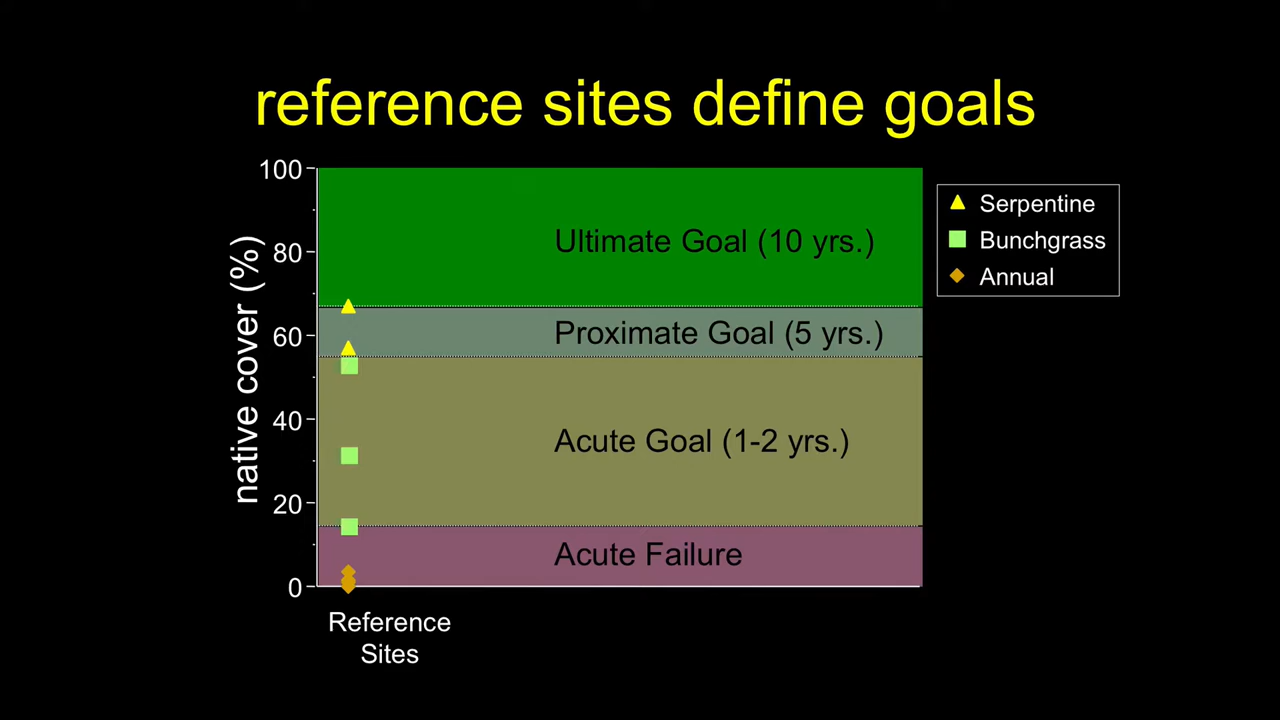 reference sites define goals
100
80
60
40
20
0
native cover (%)
Ultimate Goal (10 yrs.)
Proximate Goal (5 yrs.)
Acute Goal (1-2 yrs.)
Acute Failure
Serpentine
Bunchgrass
Annual
Reference
Sites